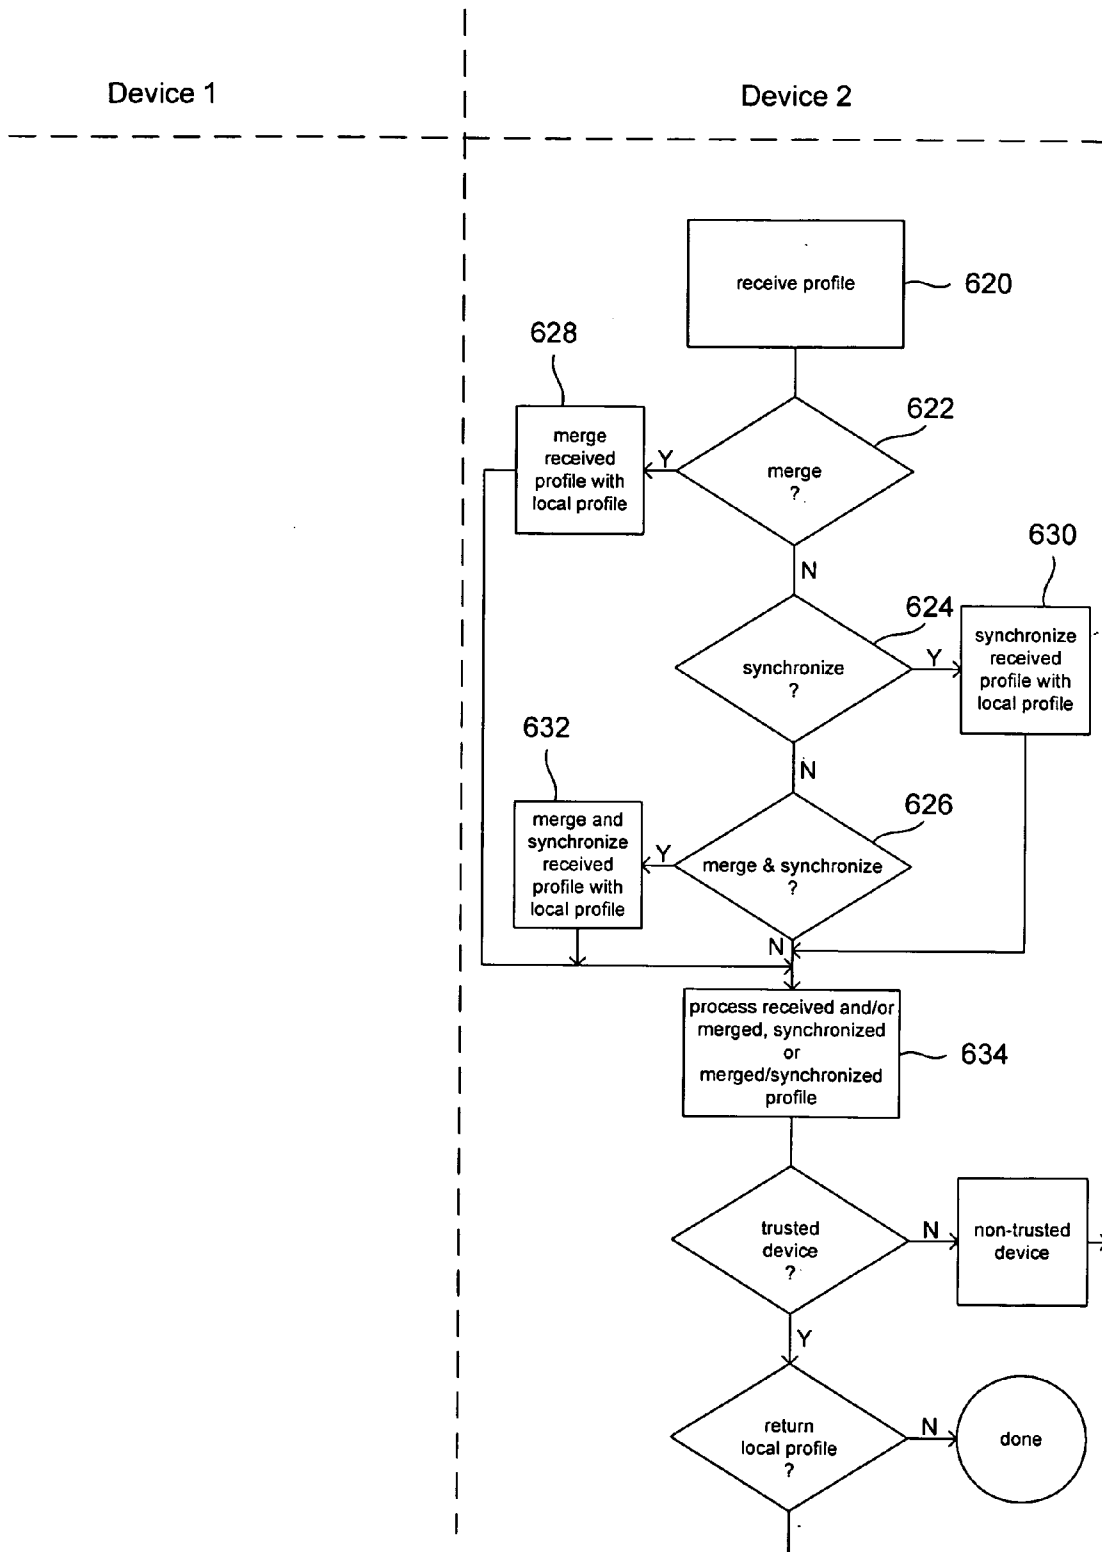 Device 1
Device 2
receive profile
620
628
622
merge
received
profile with
local profile
Y
merge
?
N
630
624
synchronize
?
Y
synchronize
received
profile with
local profile
N
632
626
merge and
synchronize
received
profile with
local profile
Y
merge & synchronize
?
N
process received and/or
merged, synchronized
or
merged/synchronized
profile
634
trusted
device
?
N
non-trusted
device
Y
return
local profile
?
N
done